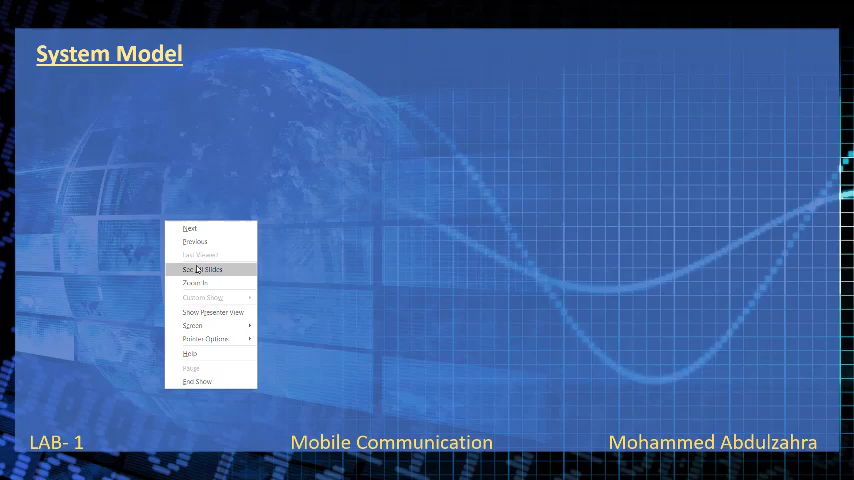 System Model
Next
Previous
Last Viewed
See All Slides
Zoom In
Custom Show
Show Presenter View
Screen
Pointer Options
Help
Pause
End Show
LAB- 1
Mobile Communication
Mohammed Abdulzahra